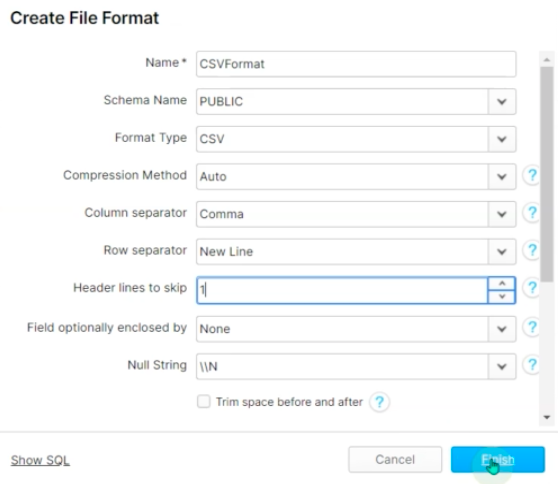 Create File Format
Name* CSVFormat
Schema Name PUBLIC
Format Type CSV
Compression Method Auto ?
Column separator Comma ?
Row separator New Line ?
Header lines to skip 1 ?
Field optionally enclosed by None ?
Null String \\N ?
Trim space before and after ?
Show SQL Cancel Finish